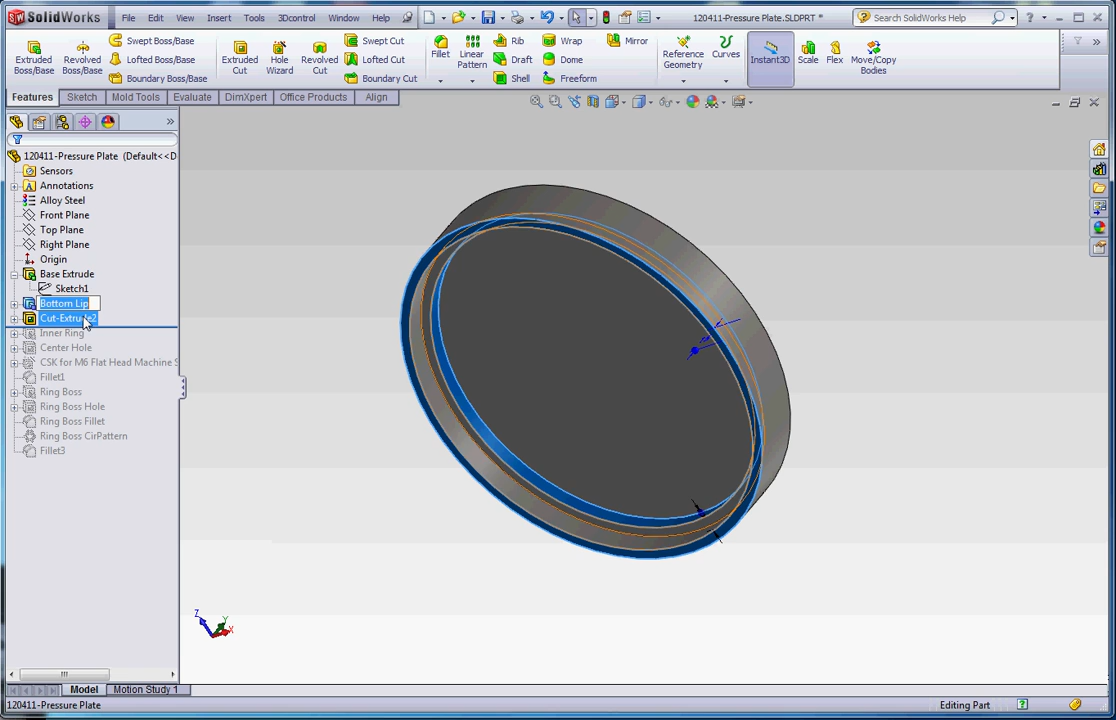 SolidWorks File Edit View Insert Tools 3Dcontrol Window Help 120411-Pressure Plate.SLDPRT * Search SolidWorks Help
Extruded Boss/Base
Revolved Boss/Base
Swept Boss/Base
Lofted Boss/Base
Boundary Boss/Base
Extruded Cut
Hole Wizard
Revolved Cut
Swept Cut
Lofted Cut
Boundary Cut
Fillet
Linear Pattern
Rib
Draft
Shell
Wrap
Dome
Freeform
Mirror
Reference Geometry
Curves
Instant3D
Scale
Flex
Move/Copy Bodies
Features Sketch Mold Tools Evaluate DimXpert Office Products Align
120411-Pressure Plate (Default<<D
Sensors
Annotations
Alloy Steel
Front Plane
Top Plane
Right Plane
Origin
Base Extrude
Sketch1
Bottom Lip
Cut-Extrude2
Inner Ring
Center Hole
CSK for M6 Flat Head Machine S
Fillet1
Ring Boss
Ring Boss Hole
Ring Boss Fillet
Ring Boss CirPattern
Fillet3
Z Y X
Model Motion Study 1
120411-Pressure Plate Editing Part